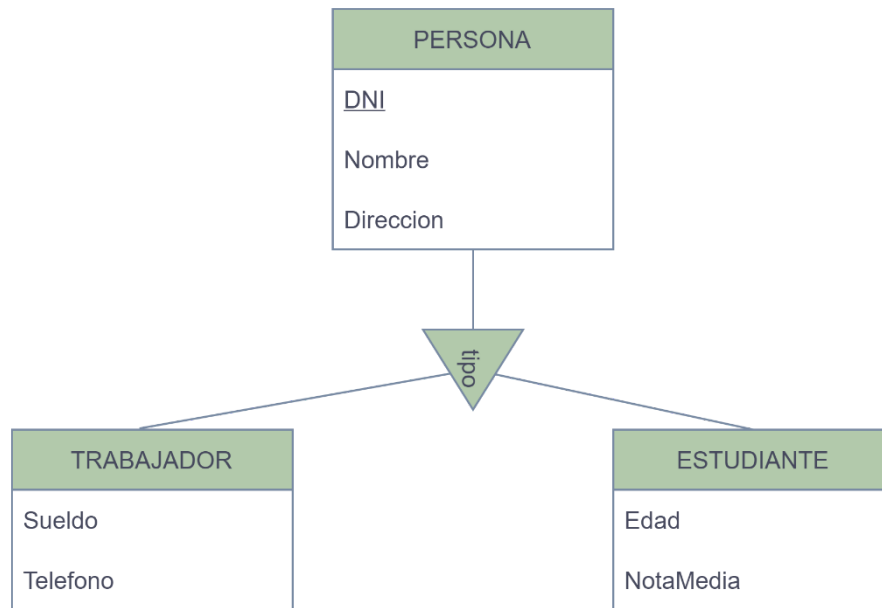 PERSONA
DNI
Nombre
Direccion
tipo
TRABAJADOR
Sueldo
Telefono
ESTUDIANTE
Edad
NotaMedia